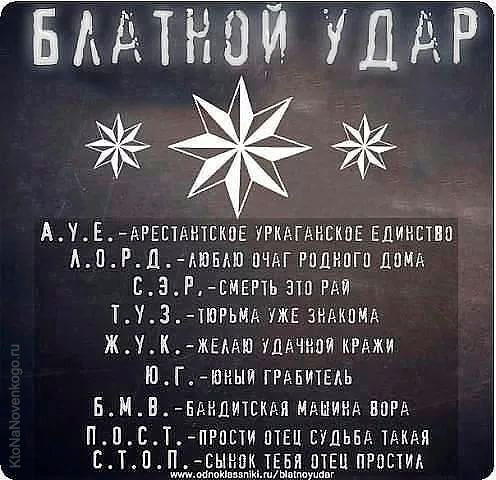 БЛАТНОЙ УДАР
А.У.Е. -АРЕСТАНТСКОЕ УРКАГАНСКОЕ ЕДИНСТВО
Л.О.Р.Д. -ЛЮБЛЮ ОЧАГ РОДНОГО ДОМА
С.Э.Р. -СМЕРТЬ ЭТО РАЙ
Т.У.З. -ТЮРЬМА УЖЕ ЗНАКОМА
Ж.У.К. -ЖЕЛАЮ УДАЧНОЙ КРАЖИ
Ю.Г. -ЮНЫЙ ГРАБИТЕЛЬ
Б.М.В. -БАНДИТСКАЯ МАШИНА ВОРА
П.О.С.Т. -ПРОСТИ ОТЕЦ СУДЬБА ТАКАЯ
С.Т.О.П. -СЫНОК ТЕБЯ ОТЕЦ ПРОСТИЛ
www.odnoklassniki.ru/blatnoyudar
KtoNaNovenkogo.ru